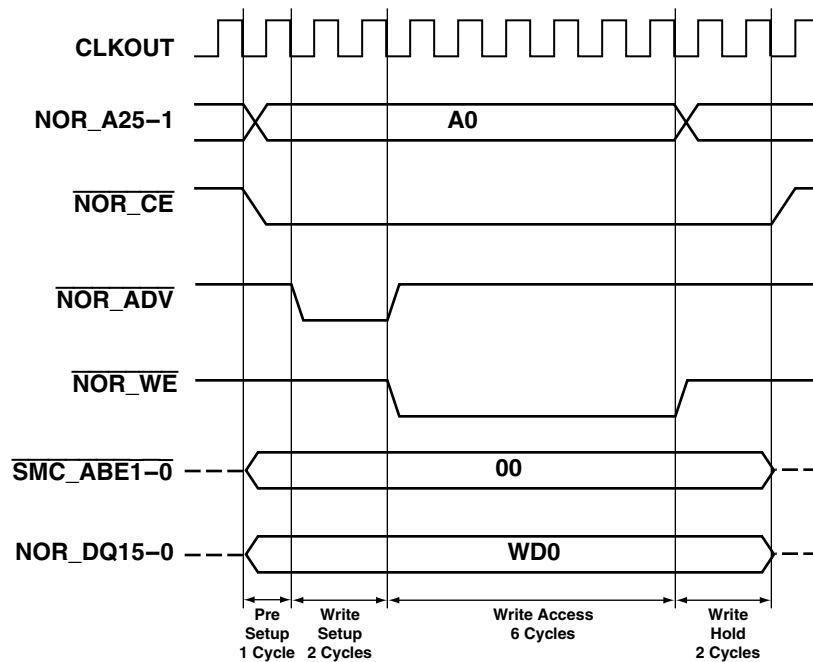 CLKOUT
NOR_A25–1
A0
NOR_CE
NOR_ADV
NOR_WE
SMC_ABE1–0
00
NOR_DQ15–0
WD0
Pre
Setup
1 Cycle
Write
Setup
2 Cycles
Write Access
6 Cycles
Write
Hold
2 Cycles